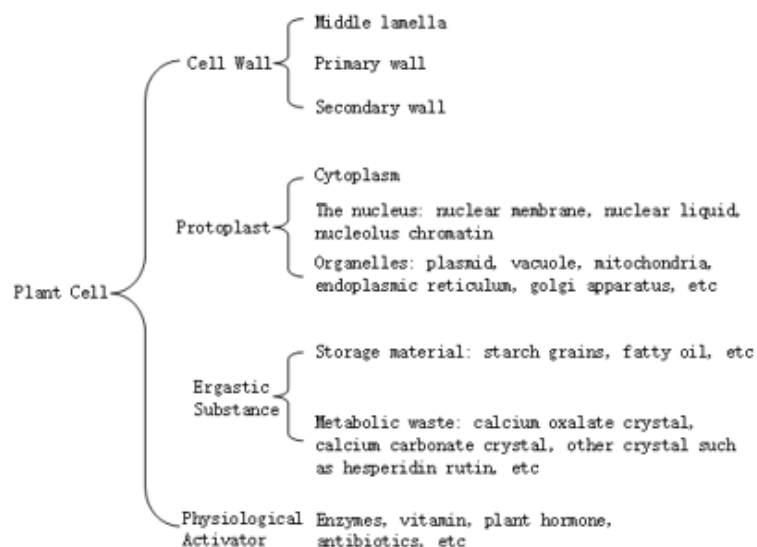 Plant Cell
Cell Wall
Middle lamella
Primary wall
Secondary wall
Protoplast
Cytoplasm
The nucleus: nuclear membrane, nuclear liquid,
nucleolus chromatin
Organelles: plasmid, vacuole, mitochondria,
endoplasmic reticulum, golgi apparatus, etc
Ergastic
Substance
Storage material: starch grains, fatty oil, etc
Metabolic waste: calcium oxalate crystal,
calcium carbonate crystal, other crystal such
as hesperidin rutin, etc
Physiological
Activator
Enzymes, vitamin, plant hormone,
antibiotics, etc